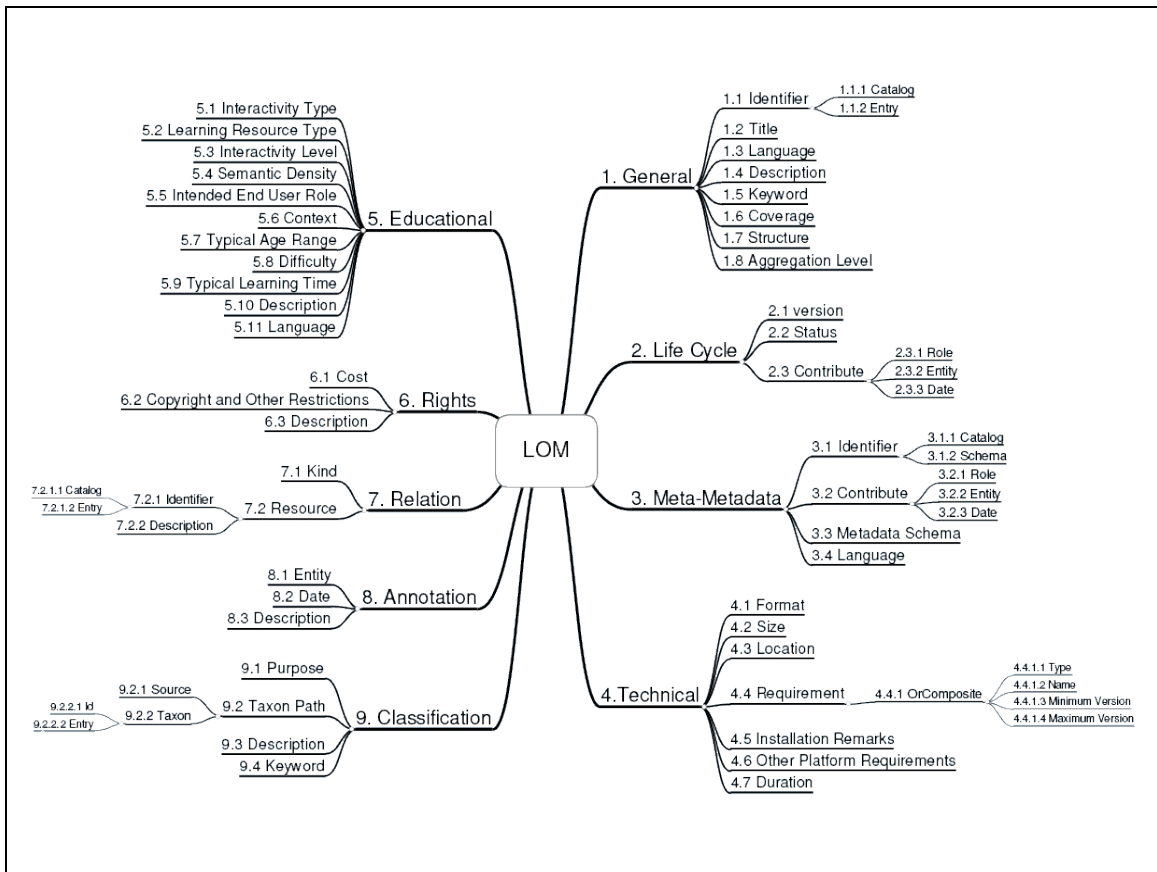 LOM
1. General
1.1 Identifier
1.1.1 Catalog
1.1.2 Entry
1.2 Title
1.3 Language
1.4 Description
1.5 Keyword
1.6 Coverage
1.7 Structure
1.8 Aggregation Level
2. Life Cycle
2.1 version
2.2 Status
2.3 Contribute
2.3.1 Role
2.3.2 Entity
2.3.3 Date
3. Meta-Metadata
3.1 Identifier
3.1.1 Catalog
3.1.2 Schema
3.2 Contribute
3.2.1 Role
3.2.2 Entity
3.2.3 Date
3.3 Metadata Schema
3.4 Language
4.Technical
4.1 Format
4.2 Size
4.3 Location
4.4 Requirement
4.4.1 OrComposite
4.4.1.1 Type
4.4.1.2 Name
4.4.1.3 Minimum Version
4.4.1.4 Maximum Version
4.5 Installation Remarks
4.6 Other Platform Requirements
4.7 Duration
5. Educational
5.1 Interactivity Type
5.2 Learning Resource Type
5.3 Interactivity Level
5.4 Semantic Density
5.5 Intended End User Role
5.6 Context
5.7 Typical Age Range
5.8 Difficulty
5.9 Typical Learning Time
5.10 Description
5.11 Language
6. Rights
6.1 Cost
6.2 Copyright and Other Restrictions
6.3 Description
7. Relation
7.1 Kind
7.2 Resource
7.2.1 Identifier
7.2.1.1 Catalog
7.2.1.2 Entry
7.2.2 Description
8. Annotation
8.1 Entity
8.2 Date
8.3 Description
9. Classification
9.1 Purpose
9.2 Taxon Path
9.2.1 Source
9.2.2 Taxon
9.2.2.1 Id
9.2.2.2 Entry
9.3 Description
9.4 Keyword